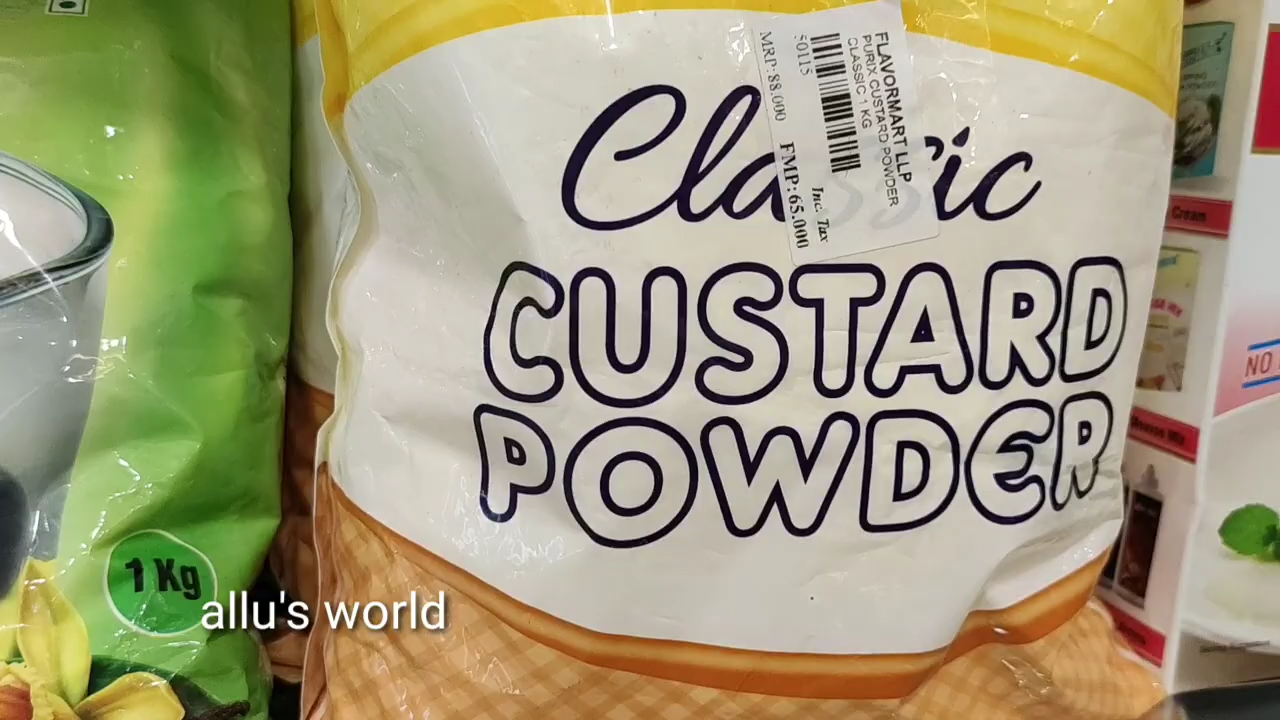 Classic
CUSTARD
POWDER
FLAVORMART LLP
PURIX CUSTARD POWDER
CLASSIC 1 KG
50115
Inc. Tax
MRP:88.000 FMP:65.000
1 Kg
allu's world
Cream
NO